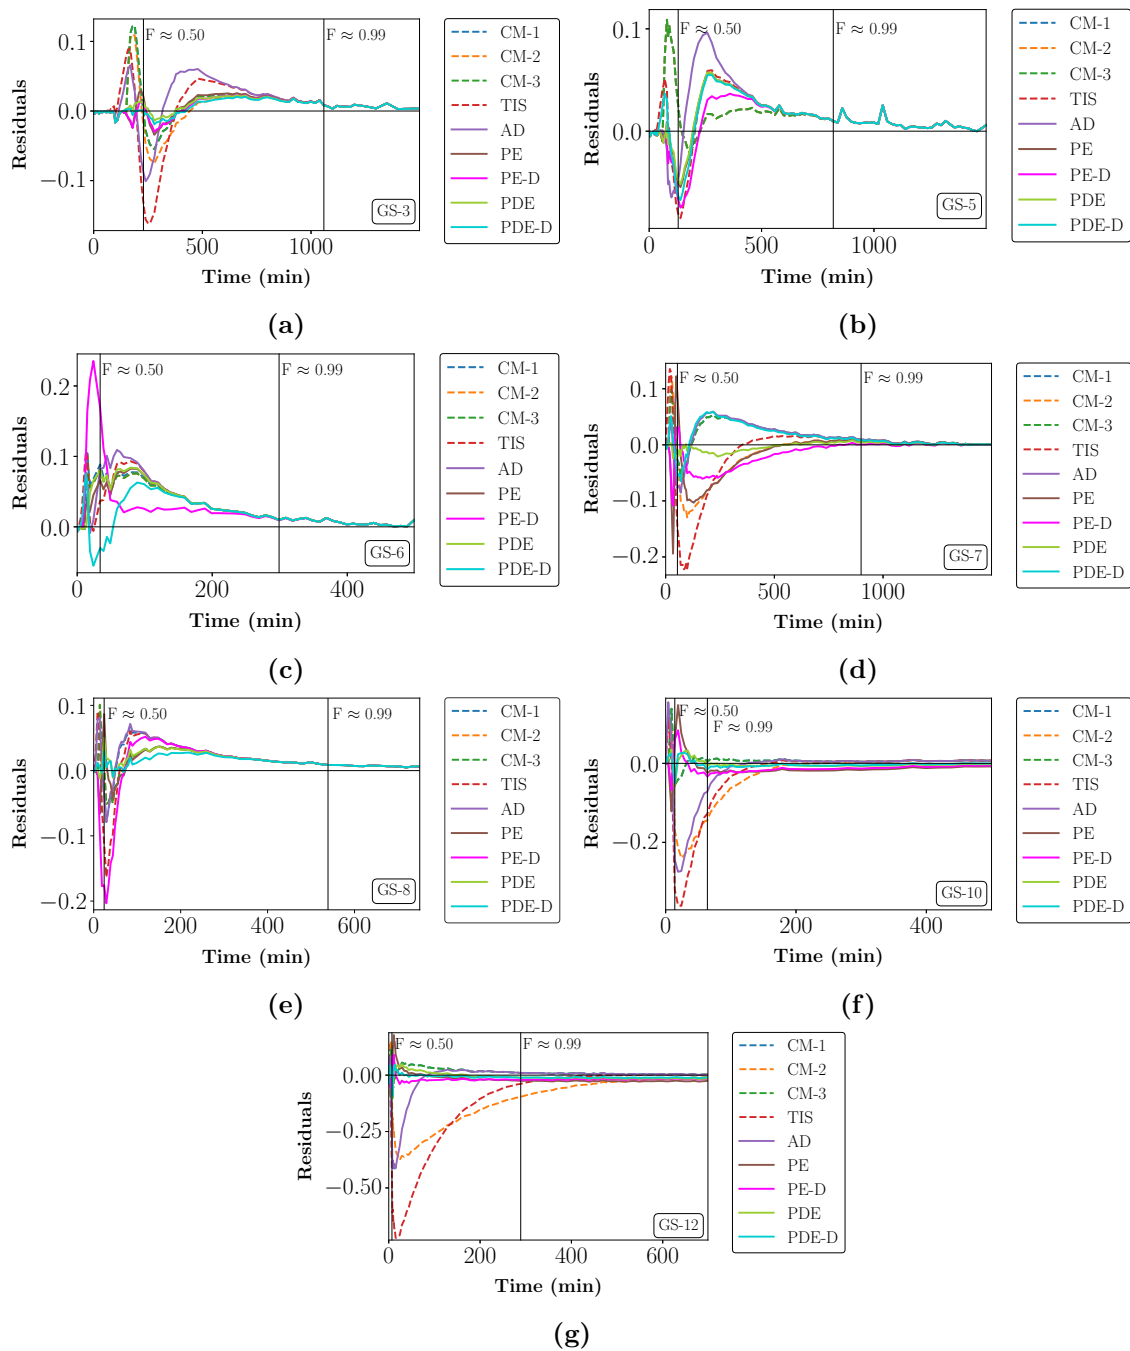 0.1
0.0
−0.1
Residuals
F ≈ 0.50
F ≈ 0.99
GS-3
0
500
1000
Time (min)
CM-1
CM-2
CM-3
TIS
AD
PE
PE-D
PDE
PDE-D
(a)
0.1
0.0
Residuals
F ≈ 0.50
F ≈ 0.99
GS-5
0
500
1000
Time (min)
CM-1
CM-2
CM-3
TIS
AD
PE
PE-D
PDE
PDE-D
(b)
0.2
0.1
0.0
Residuals
F ≈ 0.50
F ≈ 0.99
GS-6
0
200
400
Time (min)
CM-1
CM-2
CM-3
TIS
AD
PE
PE-D
PDE
PDE-D
(c)
0.1
0.0
−0.1
−0.2
Residuals
F ≈ 0.50
F ≈ 0.99
GS-7
0
500
1000
Time (min)
CM-1
CM-2
CM-3
TIS
AD
PE
PE-D
PDE
PDE-D
(d)
0.1
0.0
−0.1
−0.2
Residuals
F ≈ 0.50
F ≈ 0.99
GS-8
0
200
400
600
Time (min)
CM-1
CM-2
CM-3
TIS
AD
PE
PE-D
PDE
PDE-D
(e)
0.0
−0.2
Residuals
F ≈ 0.50
F ≈ 0.99
GS-10
0
200
400
Time (min)
CM-1
CM-2
CM-3
TIS
AD
PE
PE-D
PDE
PDE-D
(f)
0.00
−0.25
−0.50
Residuals
F ≈ 0.50
F ≈ 0.99
GS-12
0
200
400
600
Time (min)
CM-1
CM-2
CM-3
TIS
AD
PE
PE-D
PDE
PDE-D
(g)